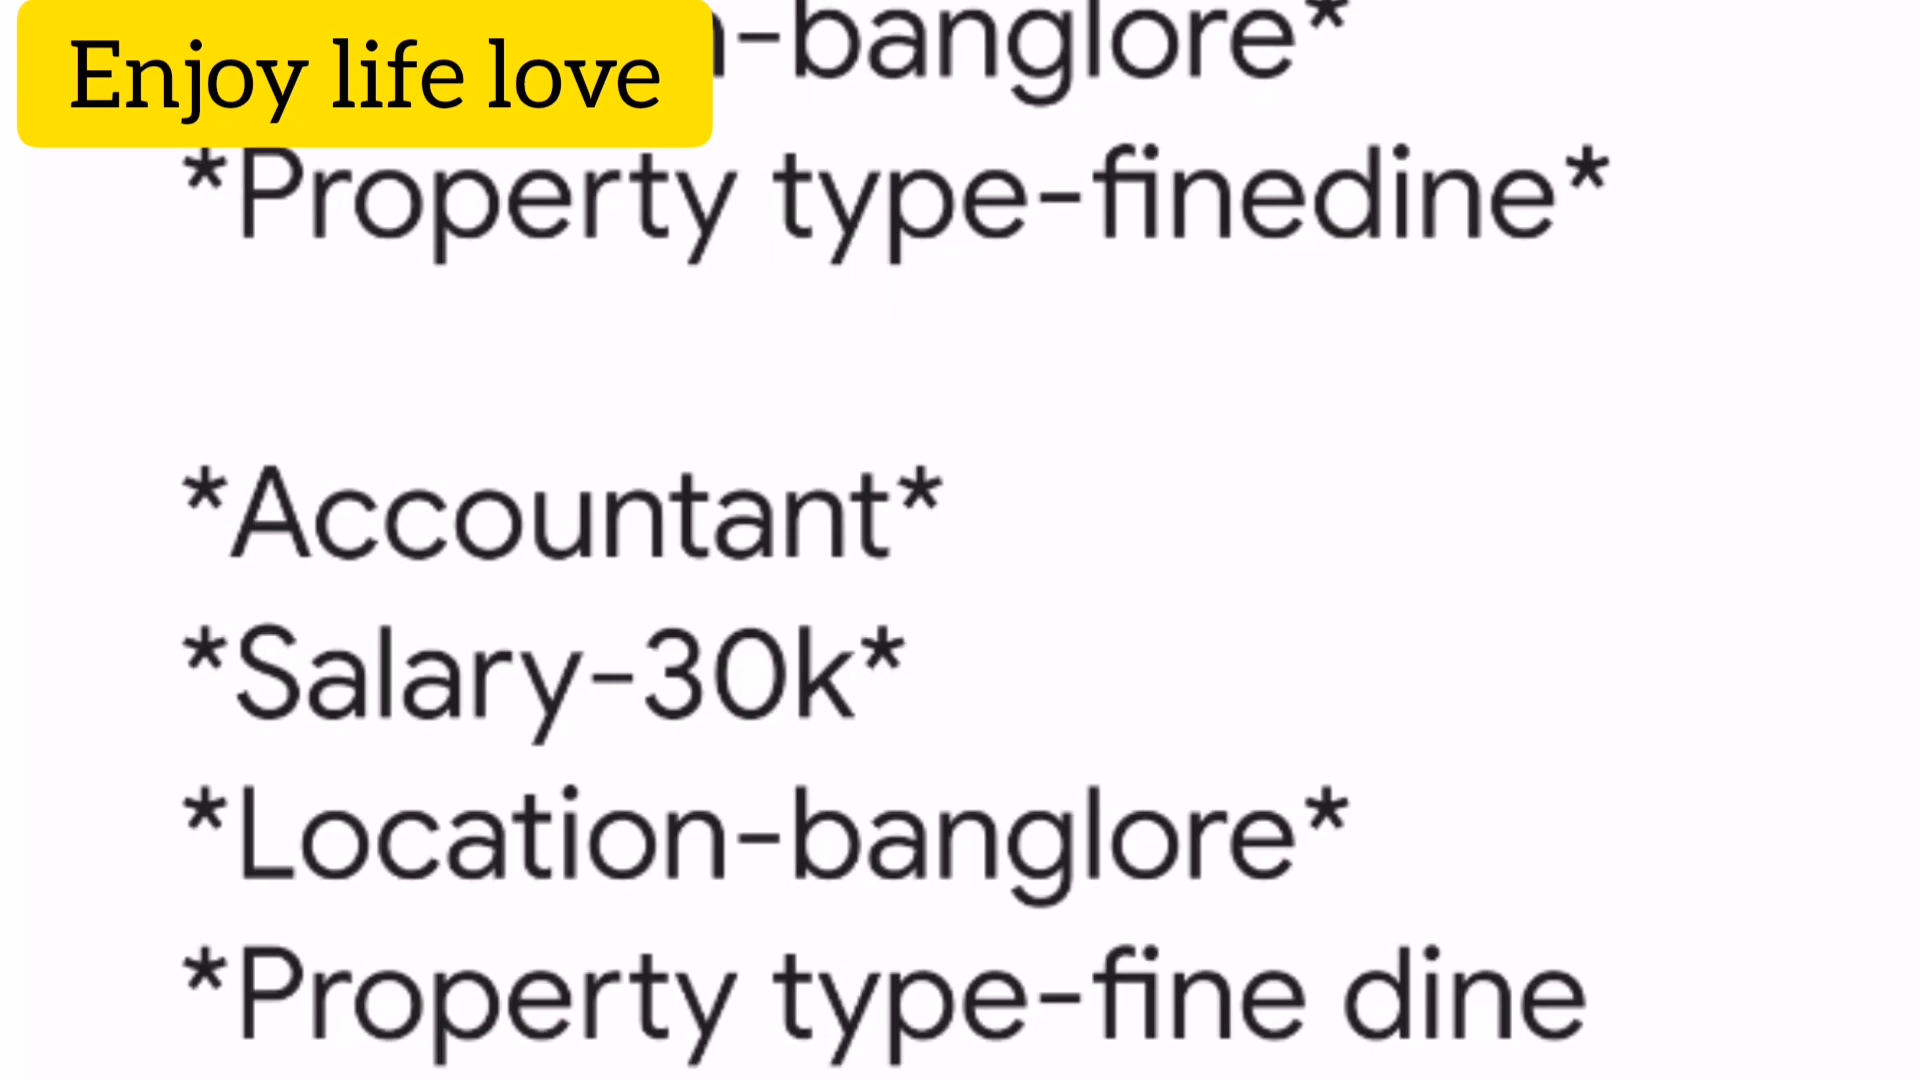 Enjoy life love
-banglore*
*Property type-finedine*
*Accountant*
*Salary-30k*
*Location-banglore*
*Property type-fine dine